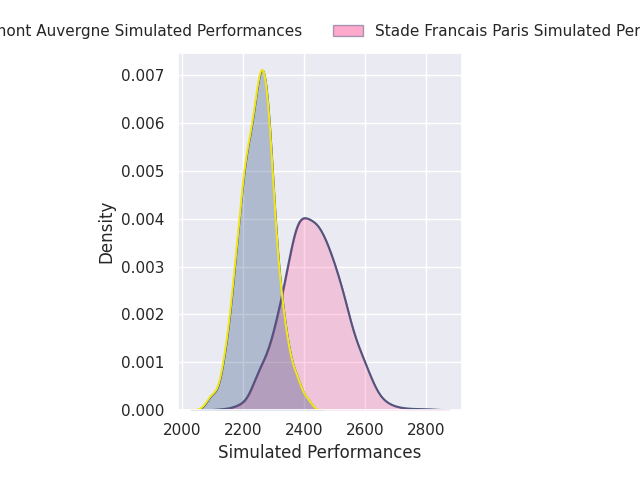 mont Auvergne Simulated Performances
Stade Francais Paris Simulated Per
0.007
0.006
0.005
0.004
0.003
0.002
0.001
0.000
Density
2000 2200 2400 2600 2800
Simulated Performances